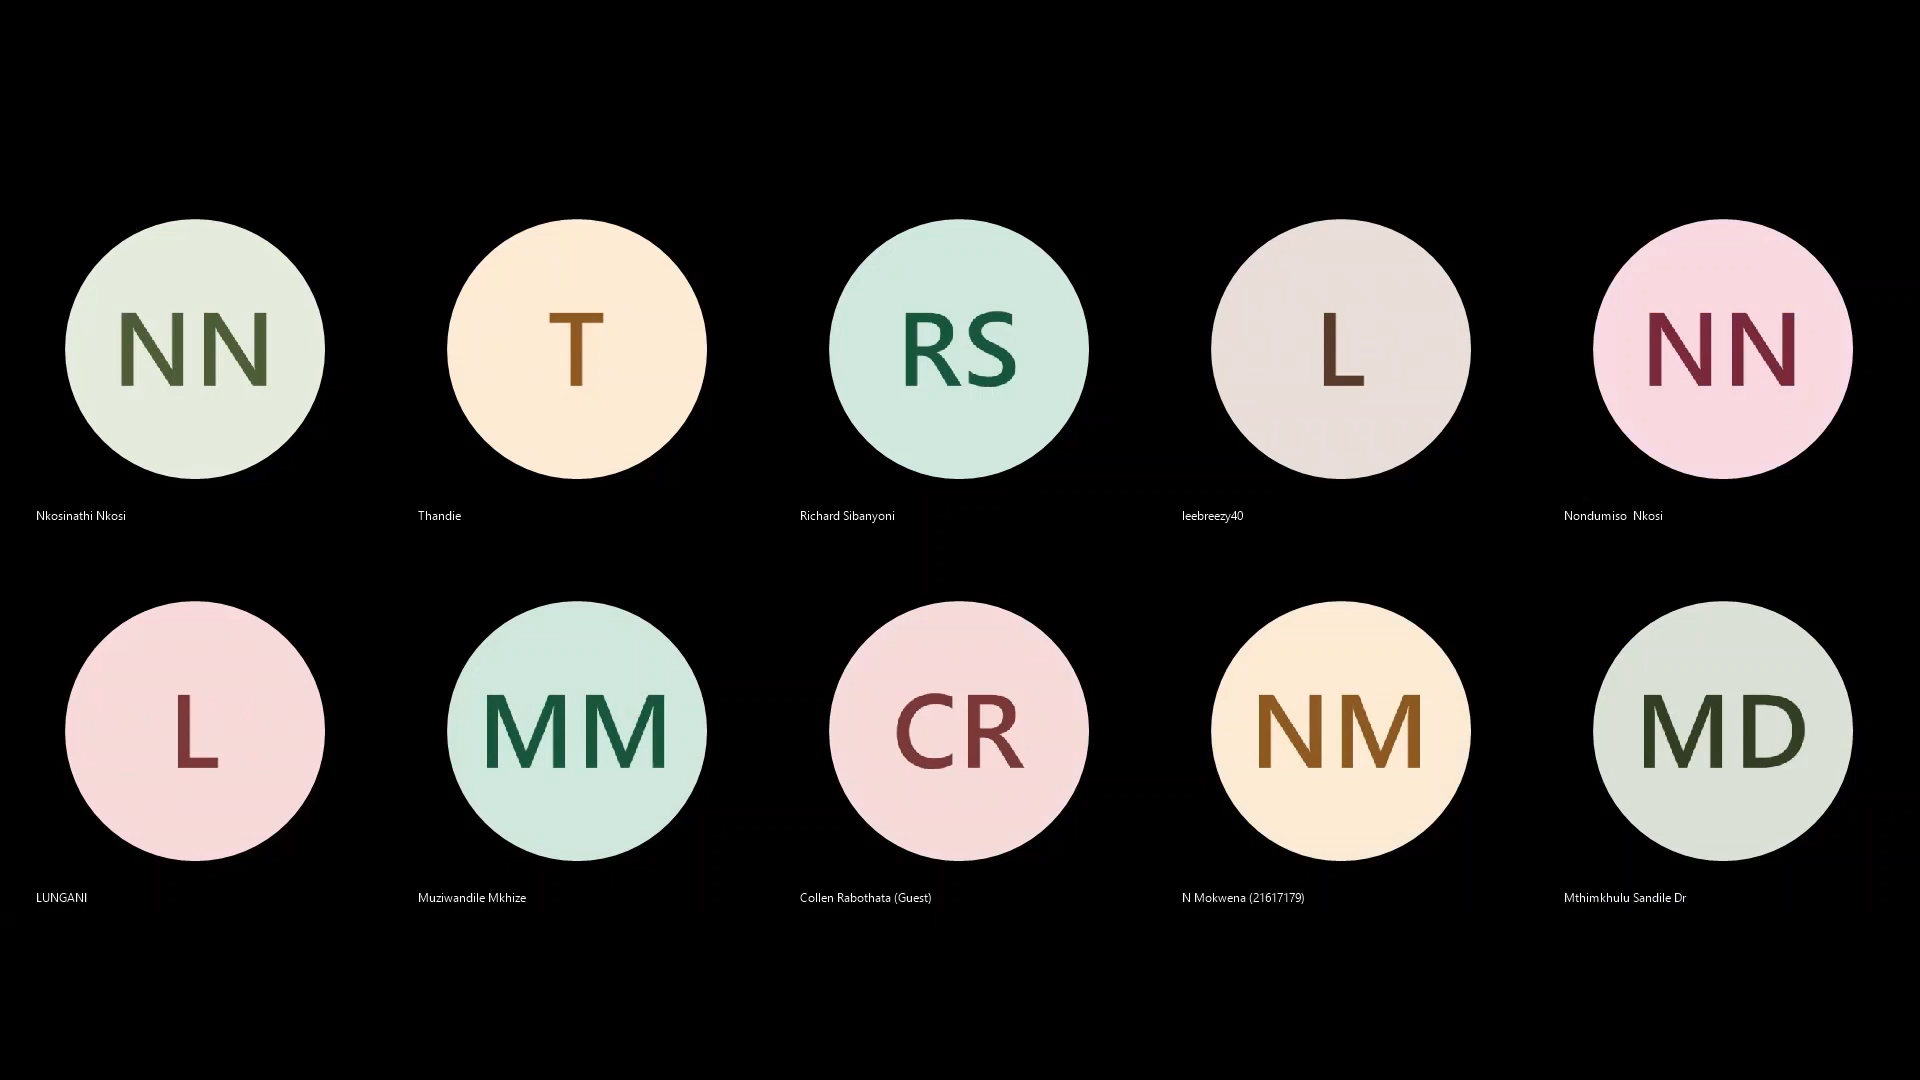 NN
T
RS
L
NN
Nkosinathi Nkosi
Thandie
Richard Sibanyoni
leebreezy40
Nondumiso  Nkosi
L
MM
CR
NM
MD
LUNGANI
Muziwandile Mkhize
Collen Rabothata (Guest)
N Mokwena (21617179)
Mthimkhulu Sandile Dr